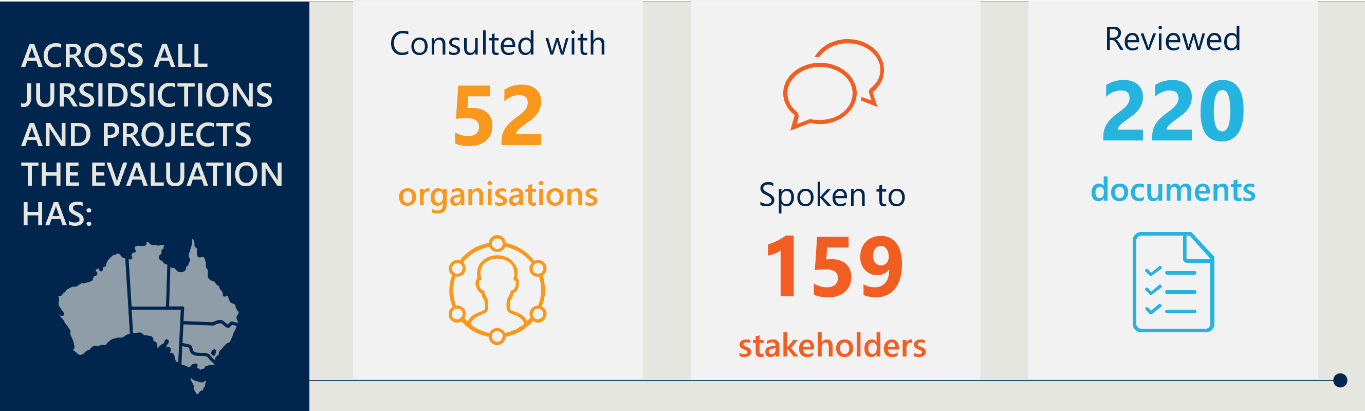 ACROSS ALL
JURSIDSICTIONS
AND PROJECTS
THE EVALUATION
HAS:
Consulted with
52
organisations
Spoken to
159
stakeholders
Reviewed
220
documents